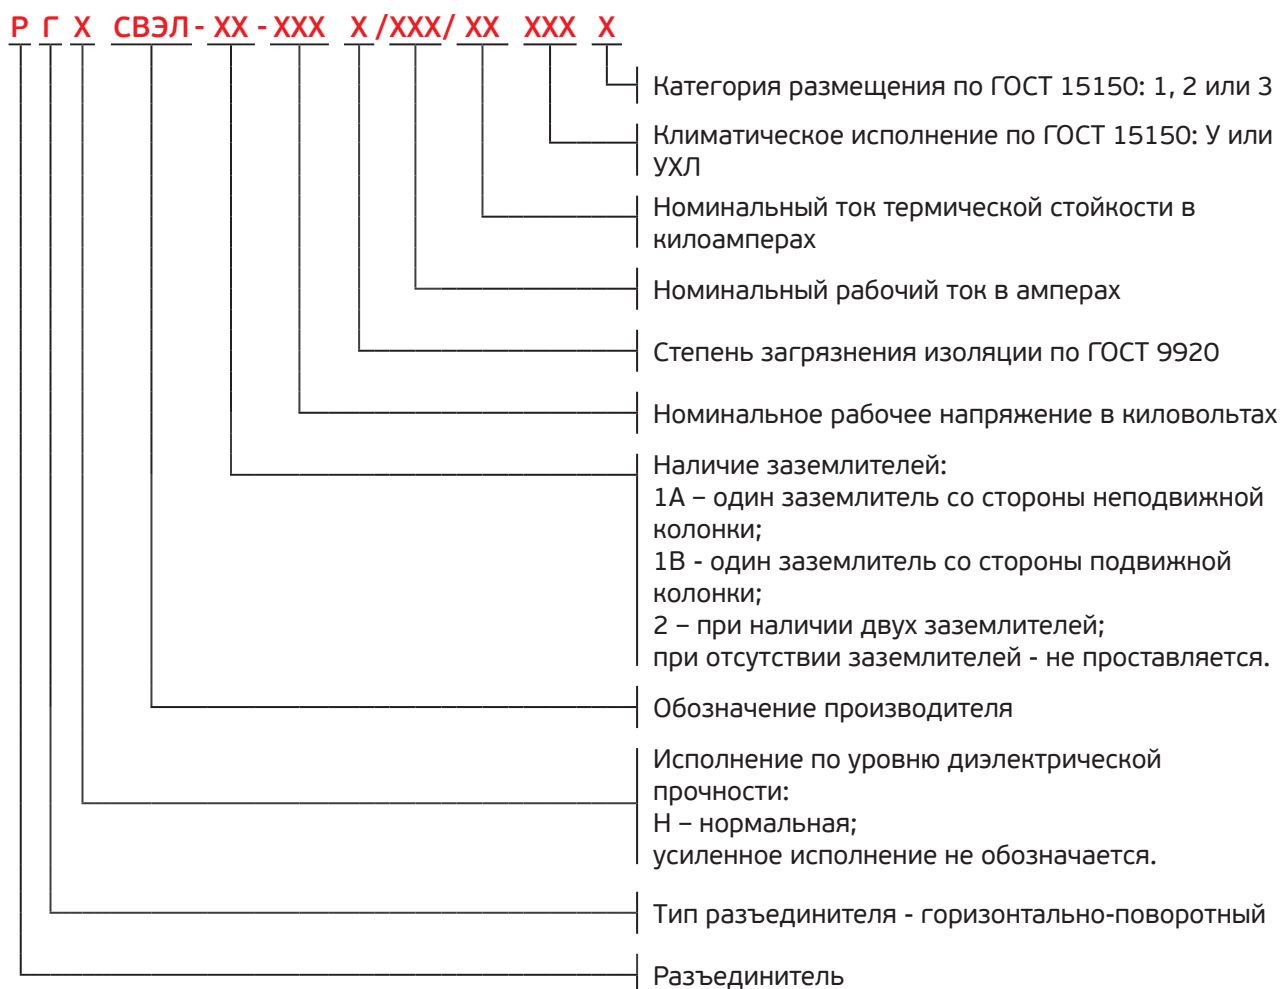 Р Г Х СВЭЛ - ХХ - ХХХ Х /ХХХ/ ХХ ХХХ Х
Категория размещения по ГОСТ 15150: 1, 2 или 3
Климатическое исполнение по ГОСТ 15150: У или
УХЛ
Номинальный ток термической стойкости в
килоамперах
Номинальный рабочий ток в амперах
Степень загрязнения изоляции по ГОСТ 9920
Номинальное рабочее напряжение в киловольтах
Наличие заземлителей:
1А – один заземлитель со стороны неподвижной
колонки;
1В - один заземлитель со стороны подвижной
колонки;
2 – при наличии двух заземлителей;
при отсутствии заземлителей - не проставляется.
Обозначение производителя
Исполнение по уровню диэлектрической
прочности:
Н – нормальная;
усиленное исполнение не обозначается.
Тип разъединителя - горизонтально-поворотный
Разъединитель